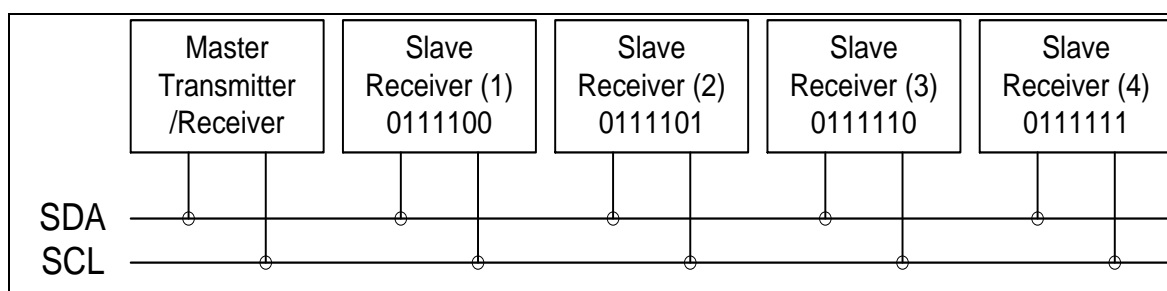 Master
Transmitter
/Receiver
Slave
Receiver (1)
0111100
Slave
Receiver (2)
0111101
Slave
Receiver (3)
0111110
Slave
Receiver (4)
0111111
SDA
SCL